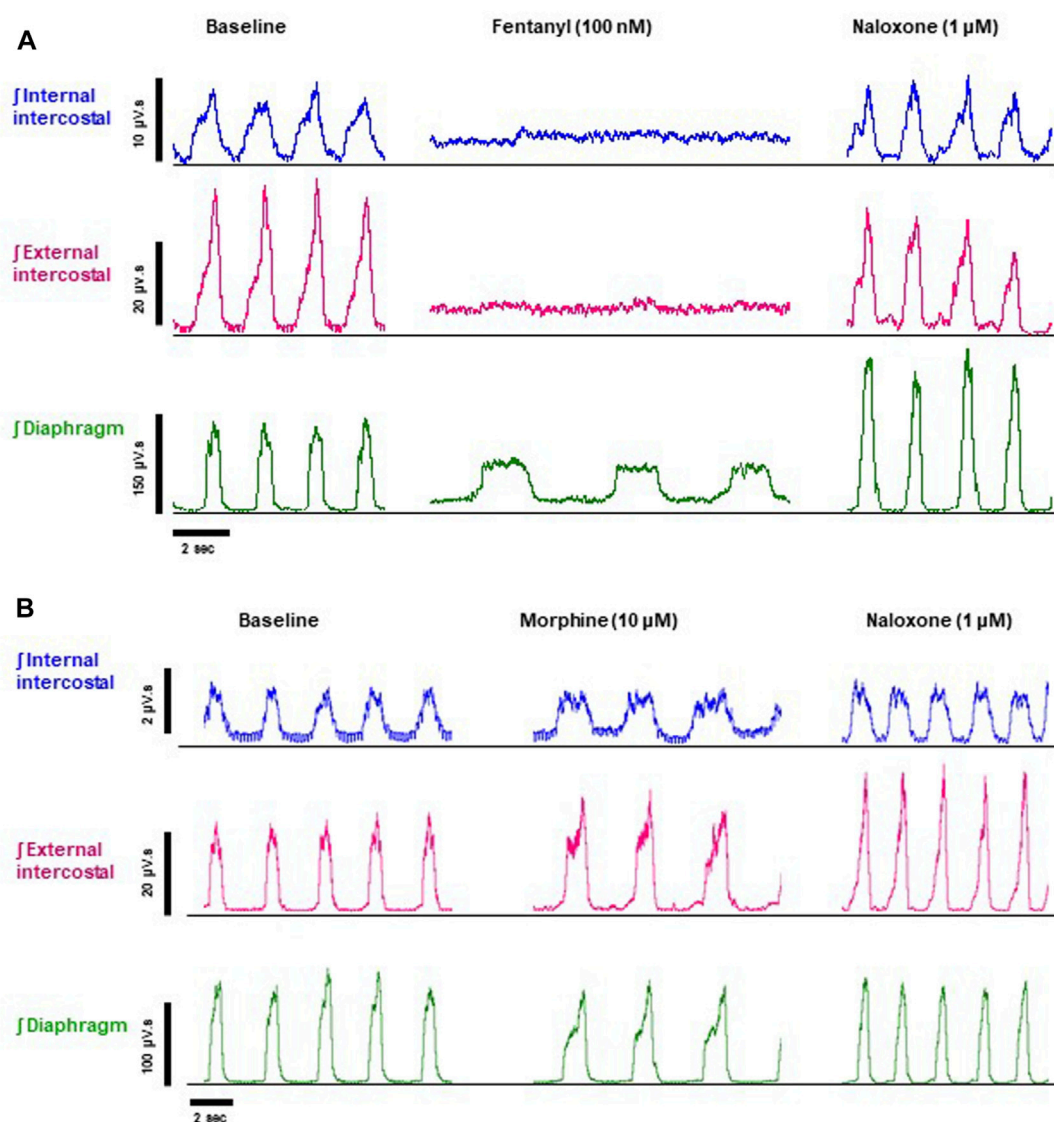 A
Baseline Fentanyl (100 nM) Naloxone (1 µM)
∫Internal
intercostal
10 µV.s
∫External
intercostal
20 µV.s
∫Diaphragm
150 µV.s
2 sec
B
Baseline Morphine (10 µM) Naloxone (1 µM)
∫Internal
intercostal
2 µV.s
∫External
intercostal
20 µV.s
∫Diaphragm
100 µV.s
2 sec